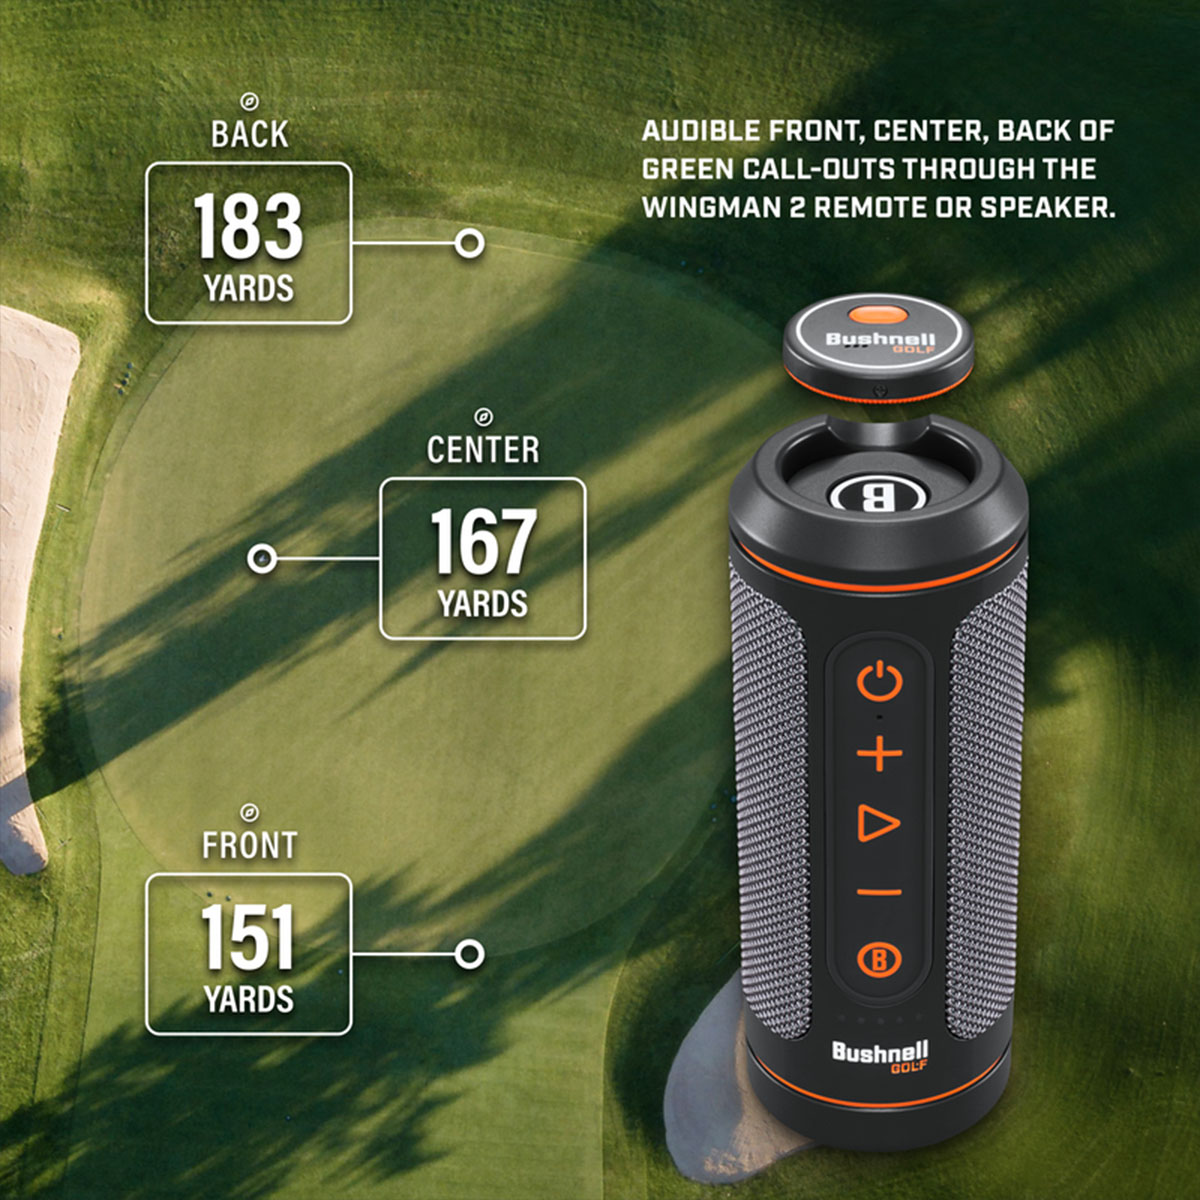 BACK
183
YARDS
AUDIBLE FRONT, CENTER, BACK OF
GREEN CALL-OUTS THROUGH THE
WINGMAN 2 REMOTE OR SPEAKER.
Bushnell
GOLF
B
CENTER
167
YARDS
FRONT
151
YARDS
B
Bushnell
GOLF